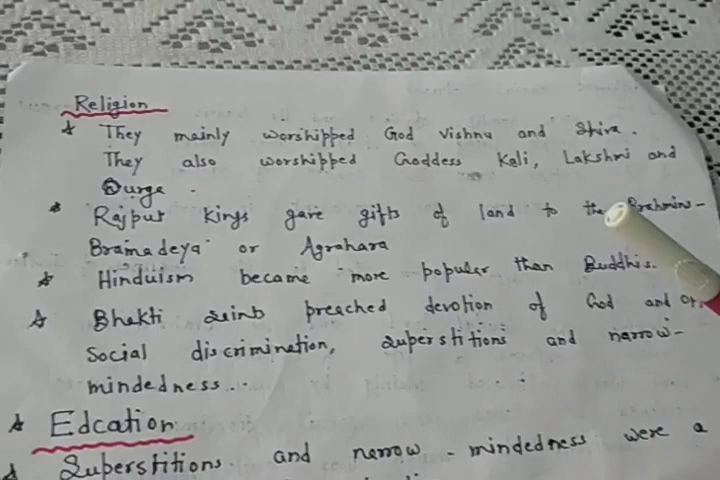 Religion
They mainly worshipped God Vishnu and Shiva.
They also worshipped Goddess Kali, Lakshmi and
Durga.
Rajput kings gave gifts of land to the Brahmins-
Bramadeya or Agrahara
Hinduism became more popular than Buddhis.
Bhakti saints preached devotion of God and
Social discrimination, superstitions and narrow-
mindedness..
Edcation
Superstitions and narrow-mindedness were a